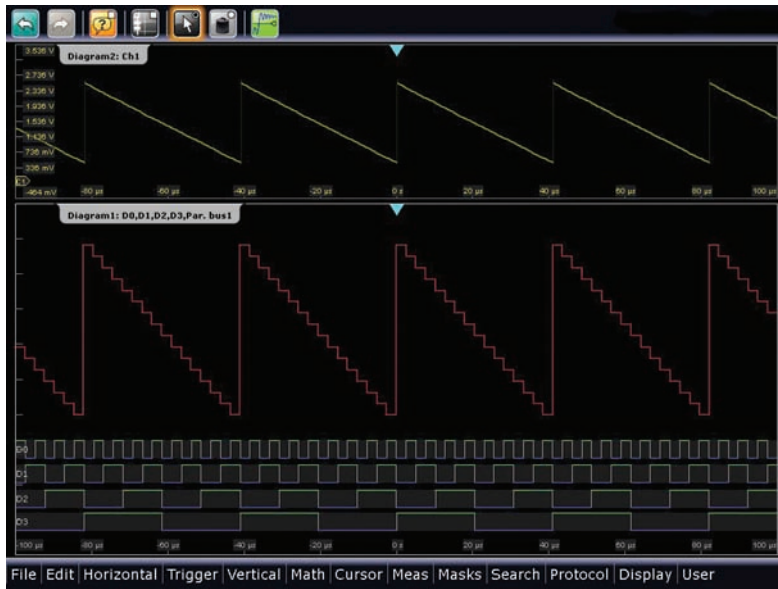 3.535 V
Diagram2: Ch1
2.736 V
2.336 V
1.936 V
1.536 V
736 mV
336 mV
C1
-464 mV -80 µs -60 µs -40 µs -20 µs 0 s 20 µs 40 µs 60 µs 80 µs 100 µs
Diagram1: D0,D1,D2,D3,Par. bus1
D0
D1
D2
D3
-100 µs -80 µs -60 µs -40 µs -20 µs 0 s 20 µs 40 µs 60 µs 80 µs 100 µs
File Edit Horizontal Trigger Vertical Math Cursor Meas Masks Search Protocol Display User